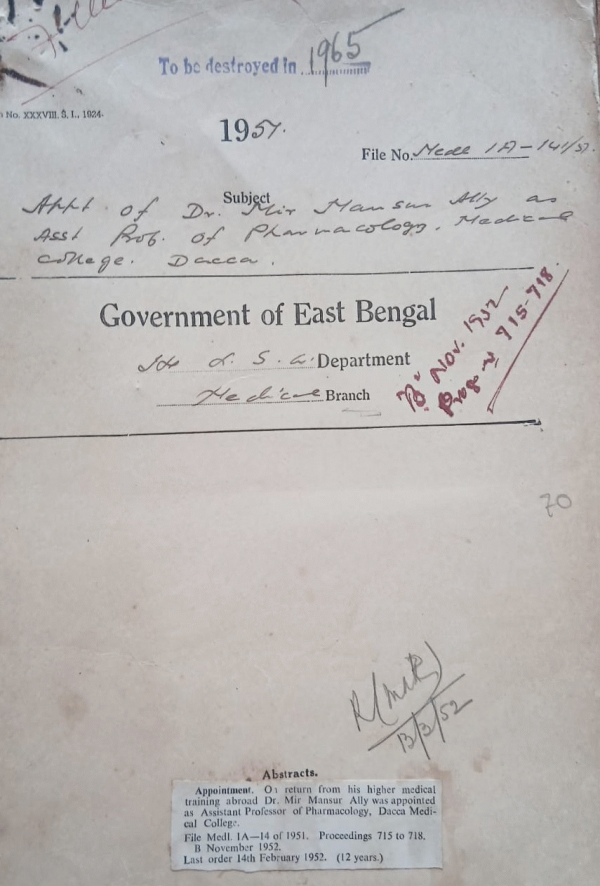 To be destroyed in 1965
No. XXXVIII. S. I., 1924.
1951.
File No. Medl 1A-141/51
Subject
Appt. of Dr. Mir Mansur Ally as
Asst Prof. of Pharmacology, Medical
College. Dacca.
Government of East Bengal
Department
Medical Branch
"B" Nov. 1952
Progs. 715-718
70
13/3/52
Abstracts.
Appointment. On return from his higher medical
training abroad Dr. Mir Mansur Ally was appointed
as Assistant Professor of Pharmacology, Dacca Medi-
cal College.
File Medl. 1A—14 of 1951. Proceedings 715 to 718.
B November 1952.
Last order 14th February 1952. (12 years.)